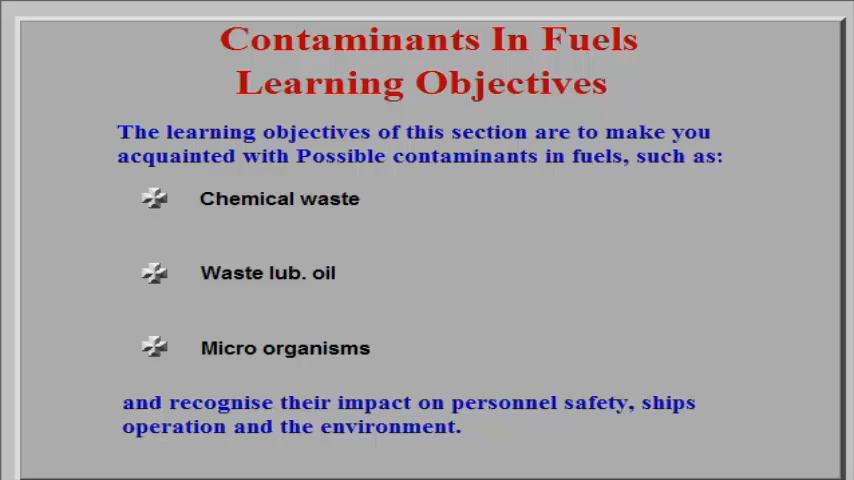 Contaminants In Fuels
Learning Objectives
The learning objectives of this section are to make you
acquainted with Possible contaminants in fuels, such as:
Chemical waste
Waste lub. oil
Micro organisms
and recognise their impact on personnel safety, ships
operation and the environment.